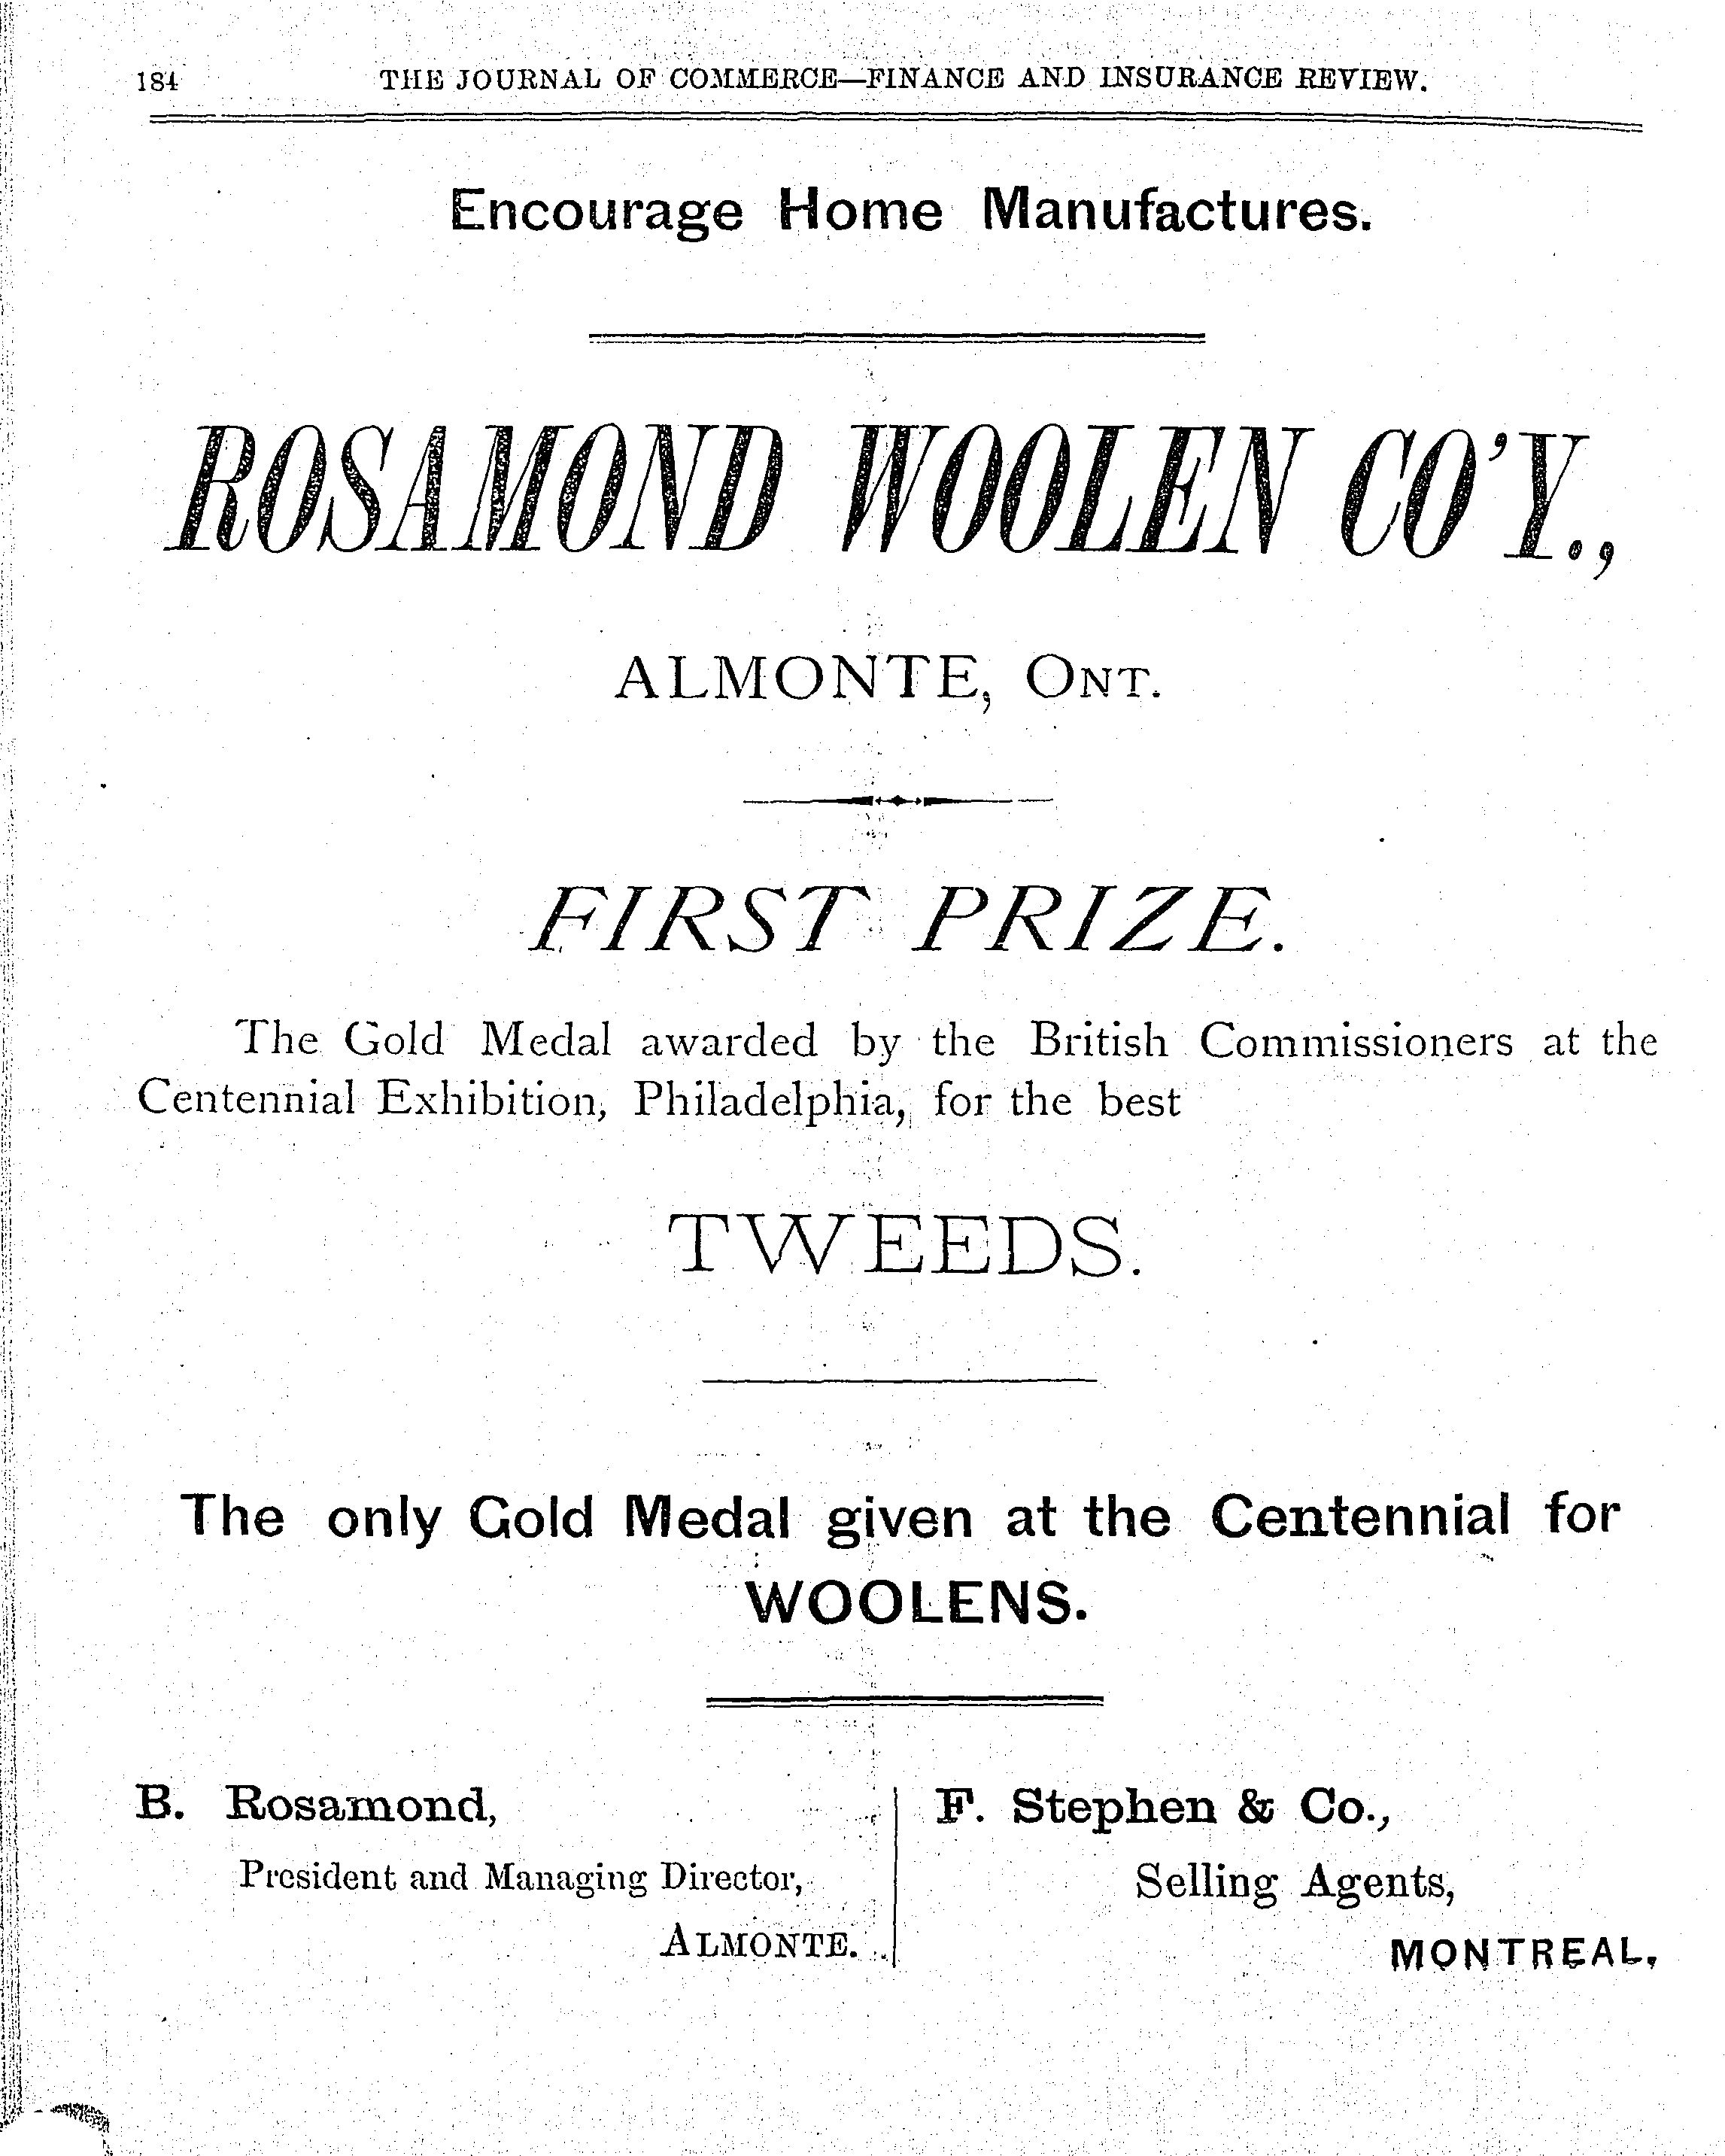 184
THE JOURNAL OF COMMERCE—FINANCE AND INSURANCE REVIEW.
Encourage Home Manufactures.
ROSAMOND WOOLEN CO'Y.,
ALMONTE, ONT.
FIRST PRIZE.
The Gold Medal awarded by the British Commissioners at the
Centennial Exhibition, Philadelphia, for the best
TWEEDS.
The only Gold Medal given at the Centennial for
WOOLENS.
B. Rosamond,
President and Managing Director,
ALMONTE.
F. Stephen & Co.,
Selling Agents,
MONTREAL,